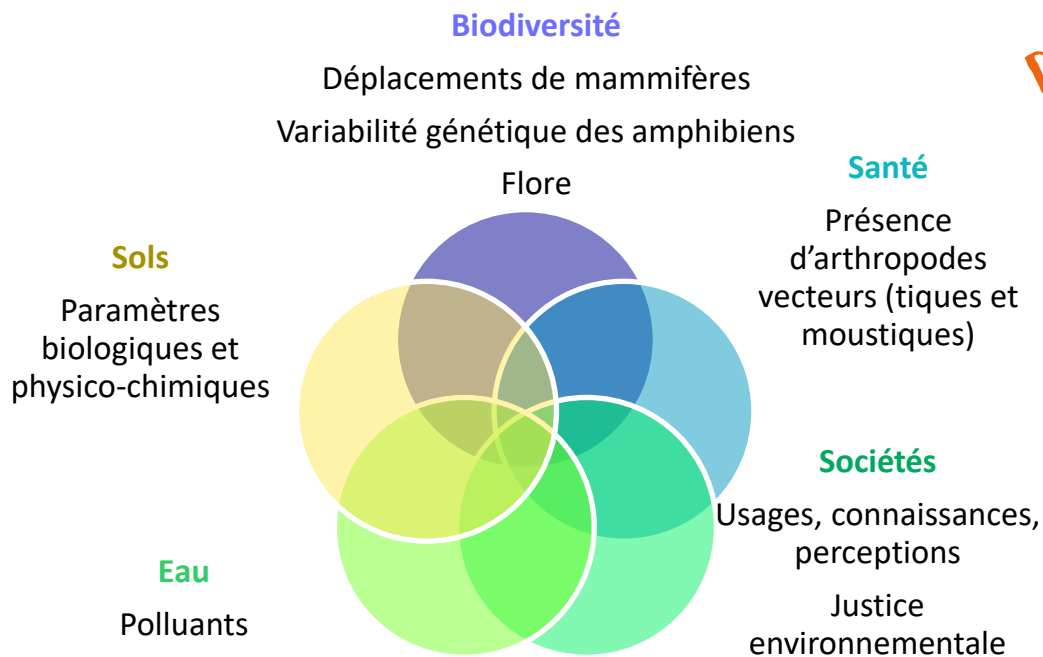 Biodiversité
Déplacements de mammifères
Variabilité génétique des amphibiens
Flore
Santé
Présence
d’arthropodes
vecteurs (tiques et
moustiques)
Sols
Paramètres
biologiques et
physico-chimiques
Sociétés
Usages, connaissances,
perceptions
Justice
environnementale
Eau
Polluants